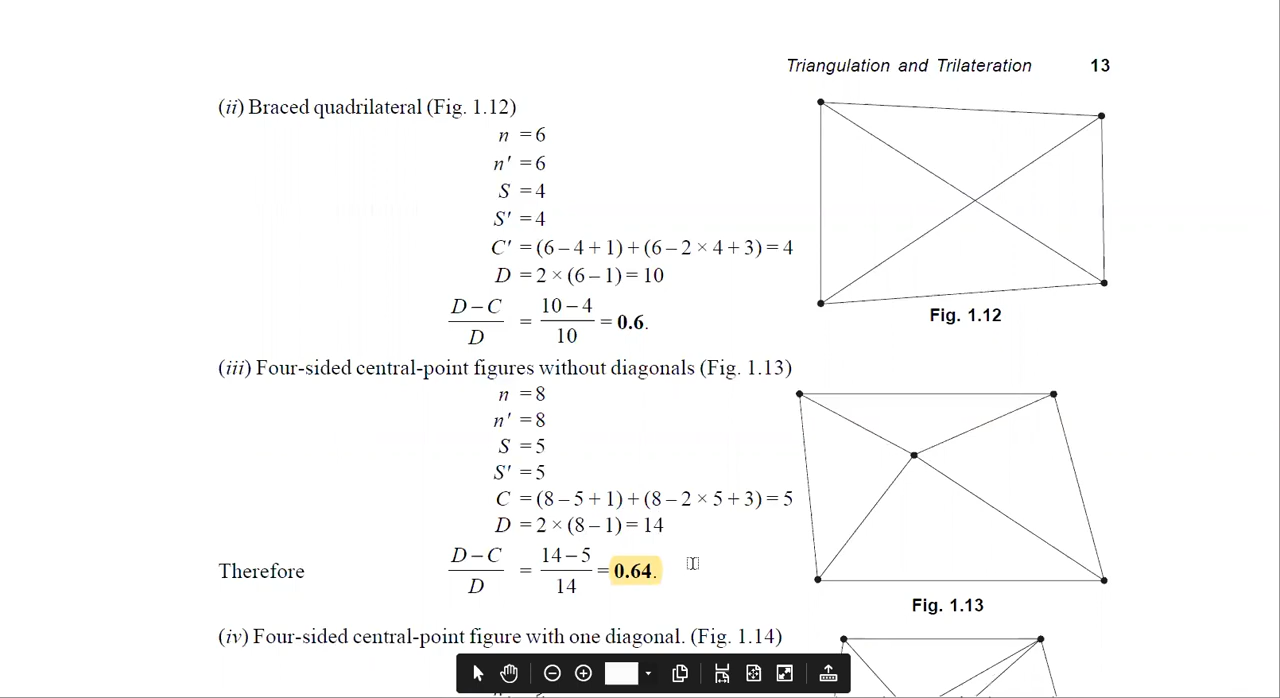 Triangulation and Trilateration 13
(ii) Braced quadrilateral (Fig. 1.12)
n = 6
n' = 6
S = 4
S' = 4
C' = (6 – 4 + 1) + (6 – 2 × 4 + 3) = 4
D = 2 × (6 – 1) = 10
D – C / D = 10 – 4 / 10 = 0.6.
Fig. 1.12
(iii) Four-sided central-point figures without diagonals (Fig. 1.13)
n = 8
n' = 8
S = 5
S' = 5
C = (8 – 5 + 1) + (8 – 2 × 5 + 3) = 5
D = 2 × (8 – 1) = 14
Therefore D – C / D = 14 – 5 / 14 = 0.64.
Fig. 1.13
(iv) Four-sided central-point figure with one diagonal. (Fig. 1.14)